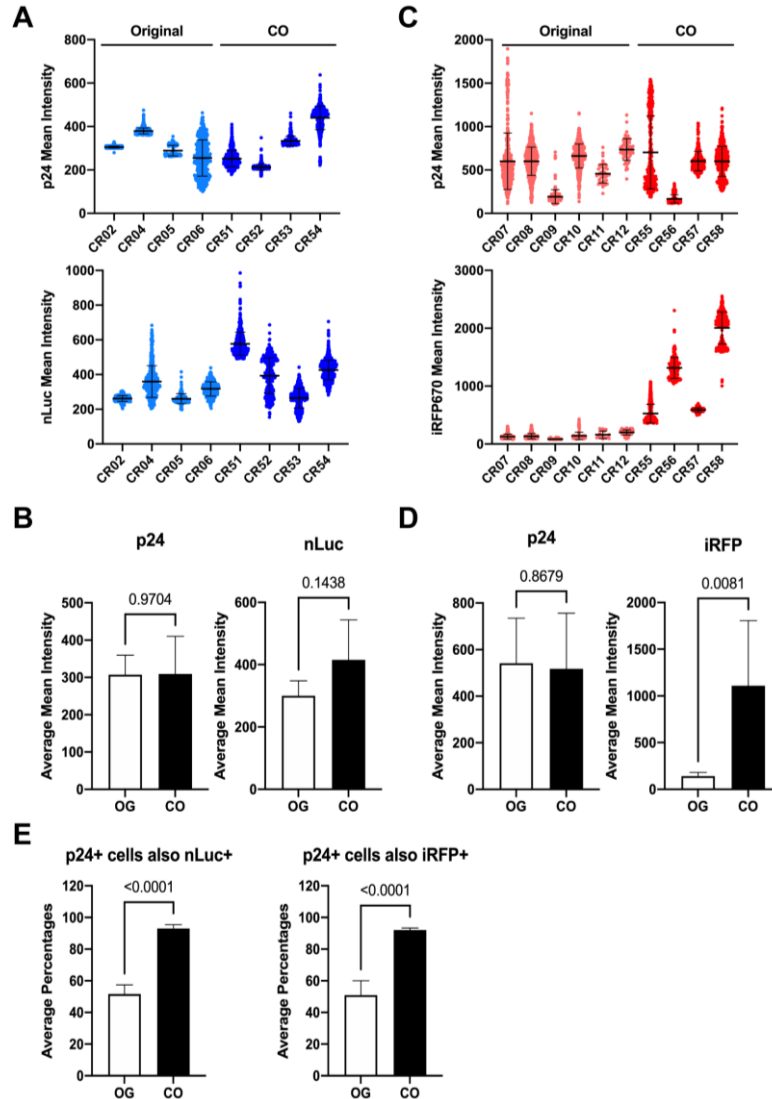 A
Original CO
p24 Mean Intensity
800
600
400
200
0
CR02 CR04 CR05 CR06 CR51 CR52 CR53 CR54
nLuc Mean Intensity
1000
800
600
400
200
0
CR02 CR04 CR05 CR06 CR51 CR52 CR53 CR54
C
Original CO
p24 Mean Intensity
2000
1500
1000
500
0
CR07 CR08 CR09 CR10 CR11 CR12 CR55 CR56 CR57 CR58
iRFP670 Mean Intensity
3000
2000
1000
0
CR07 CR08 CR09 CR10 CR11 CR12 CR55 CR56 CR57 CR58
B
p24
0.9704
Average Mean Intensity
500
400
300
200
100
0
OG CO
nLuc
0.1438
Average Mean Intensity
600
400
200
0
OG CO
D
p24
0.8679
Average Mean Intensity
800
600
400
200
0
OG CO
iRFP
0.0081
Average Mean Intensity
2000
1500
1000
500
0
OG CO
E
p24+ cells also nLuc+
<0.0001
Average Percentages
120
100
80
60
40
20
0
OG CO
p24+ cells also iRFP+
<0.0001
Average Percentages
120
100
80
60
40
20
0
OG CO